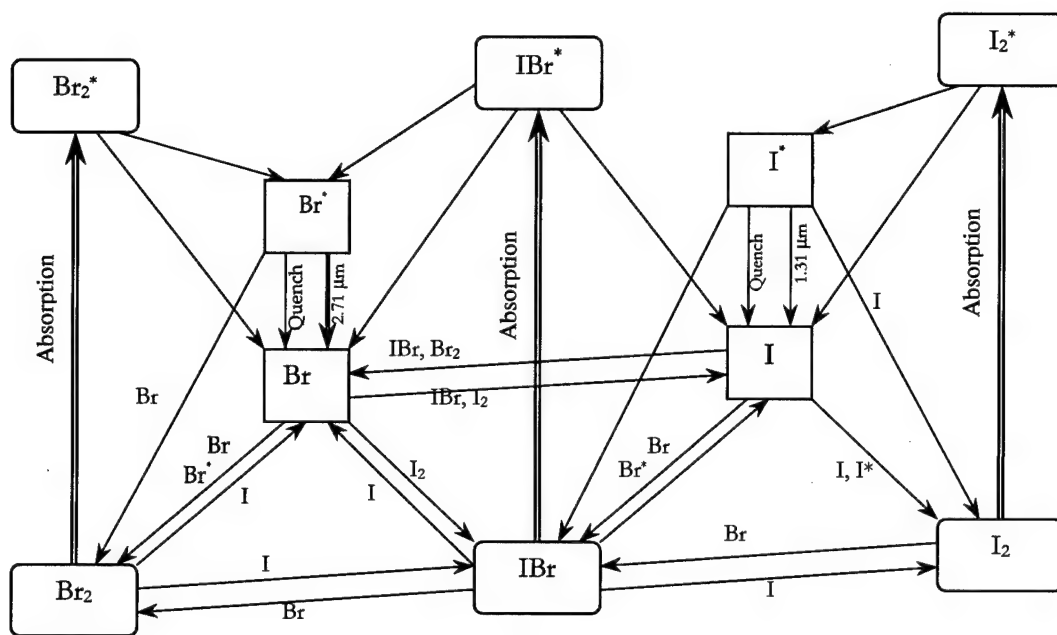 I₂*
IBr*
Br₂*
I*
Br*
Absorption
Quench
2.71 μm
Absorption
Quench
1.31 μm
I
Absorption
IBr, Br₂
Br
I
IBr, I₂
Br
Br
Br*
I
I₂
I
Br
Br*
I, I*
Br
I₂
IBr
Br₂
I
Br
I